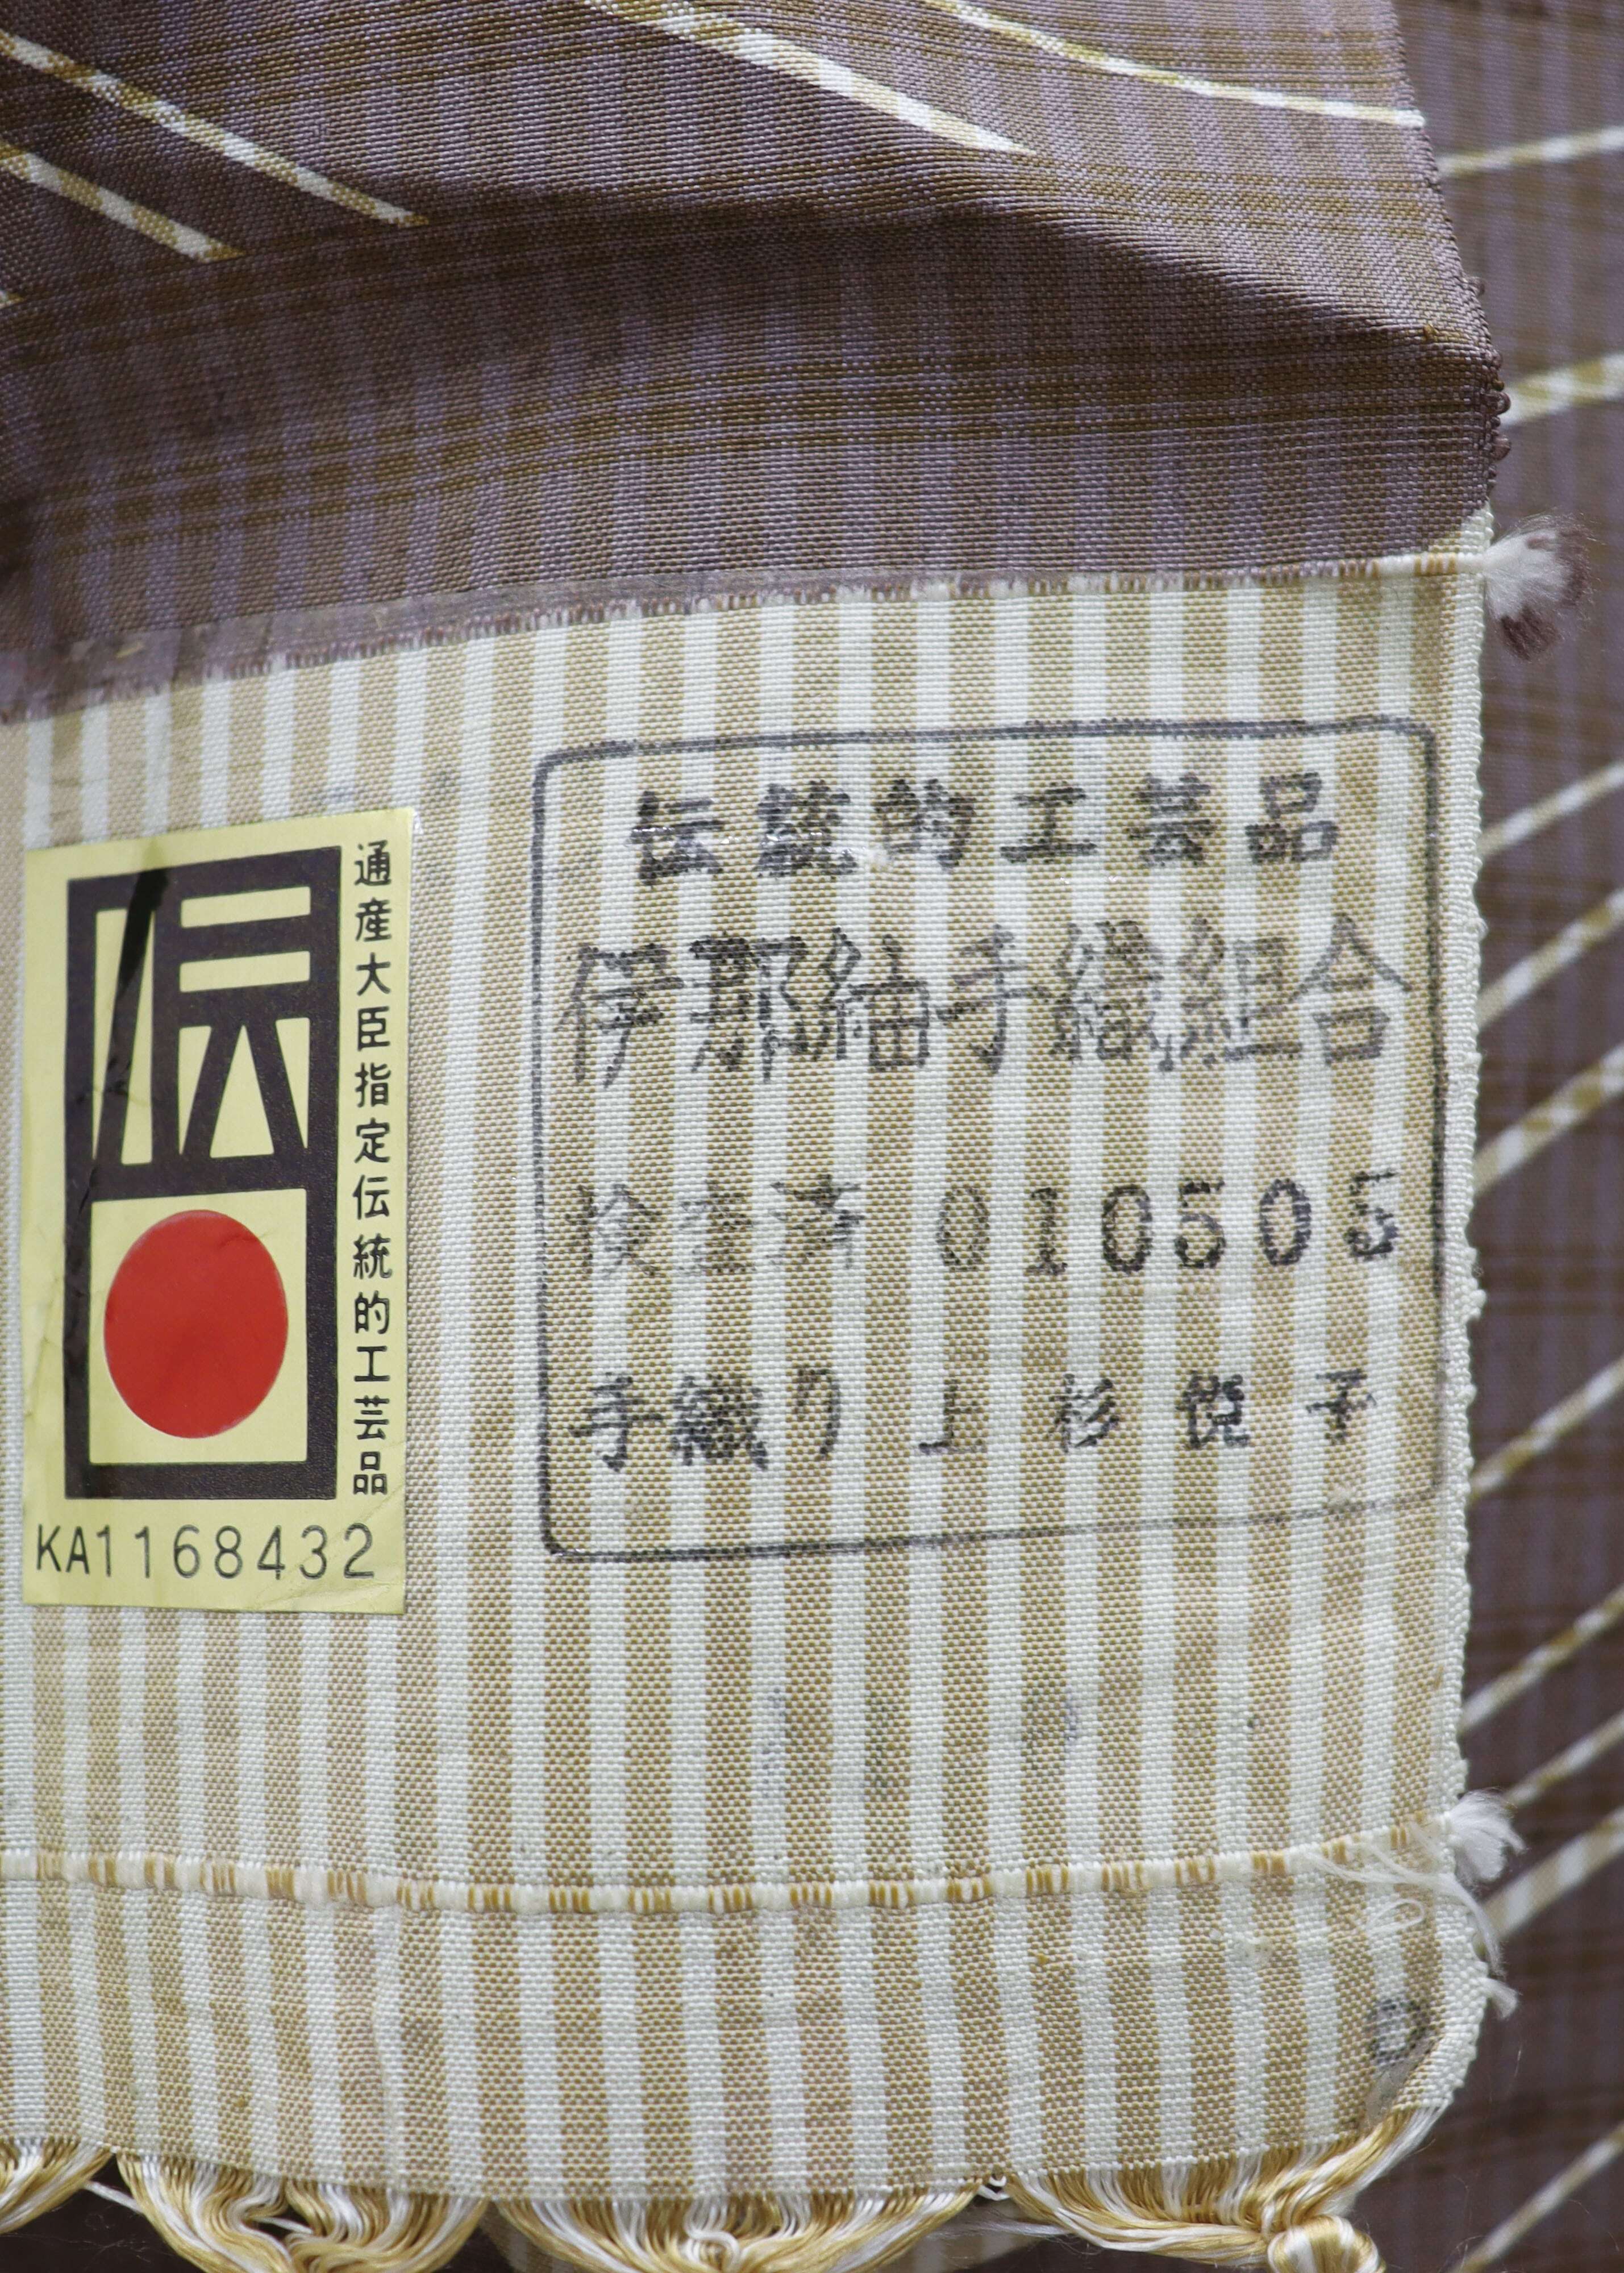 伝
通産大臣指定伝統的工芸品
KA1168432
伝統的工芸品
伊那紬手織組合
検査済 010505
手織り 上杉悦子